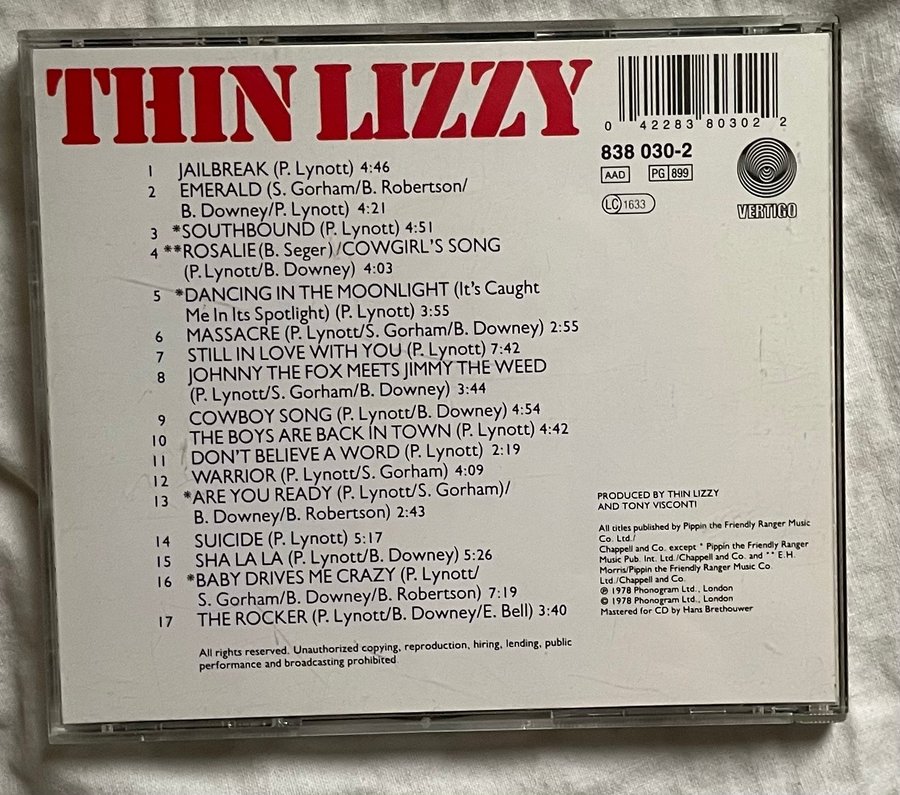 THIN LIZZY
0 42283 80302 2
838 030-2
AAD PG 899
LC 1633
VERTIGO
1 JAILBREAK (P. Lynott) 4:46
2 EMERALD (S. Gorham/B. Robertson/
B. Downey/P. Lynott) 4:21
3 *SOUTHBOUND (P. Lynott) 4:51
4 **ROSALIE(B. Seger)/COWGIRL'S SONG
(P. Lynott/B. Downey) 4:03
5 *DANCING IN THE MOONLIGHT (It's Caught
Me In Its Spotlight) (P. Lynott) 3:55
6 MASSACRE (P. Lynott/S. Gorham/B. Downey) 2:55
7 STILL IN LOVE WITH YOU (P. Lynott) 7:42
8 JOHNNY THE FOX MEETS JIMMY THE WEED
(P. Lynott/S. Gorham/B. Downey) 3:44
9 COWBOY SONG (P. Lynott/B. Downey) 4:54
10 THE BOYS ARE BACK IN TOWN (P. Lynott) 4:42
11 DON'T BELIEVE A WORD (P. Lynott) 2:19
12 WARRIOR (P. Lynott/S. Gorham) 4:09
13 *ARE YOU READY (P. Lynott/S. Gorham)/
B. Downey/B. Robertson) 2:43
14 SUICIDE (P. Lynott) 5:17
15 SHA LA LA (P. Lynott/B. Downey) 5:26
16 *BABY DRIVES ME CRAZY (P. Lynott/
S. Gorham/B. Downey/B. Robertson) 7:19
17 THE ROCKER (P. Lynott/B. Downey/E. Bell) 3:40
All rights reserved. Unauthorized copying, reproduction, hiring, lending, public
performance and broadcasting prohibited
PRODUCED BY THIN LIZZY
AND TONY VISCONTI
All titles published by Pippin the Friendly Ranger Music
Co. Ltd./
Chappell and Co. except * Pippin the Friendly Ranger
Music Pub. Int. Ltd./Chappell and Co. and ** E.H.
Morris/Pippin the Friendly Ranger Music Co.
Ltd./Chappell and Co.
℗ 1978 Phonogram Ltd., London
© 1978 Phonogram Ltd., London
Mastered for CD by Hans Brethouwer